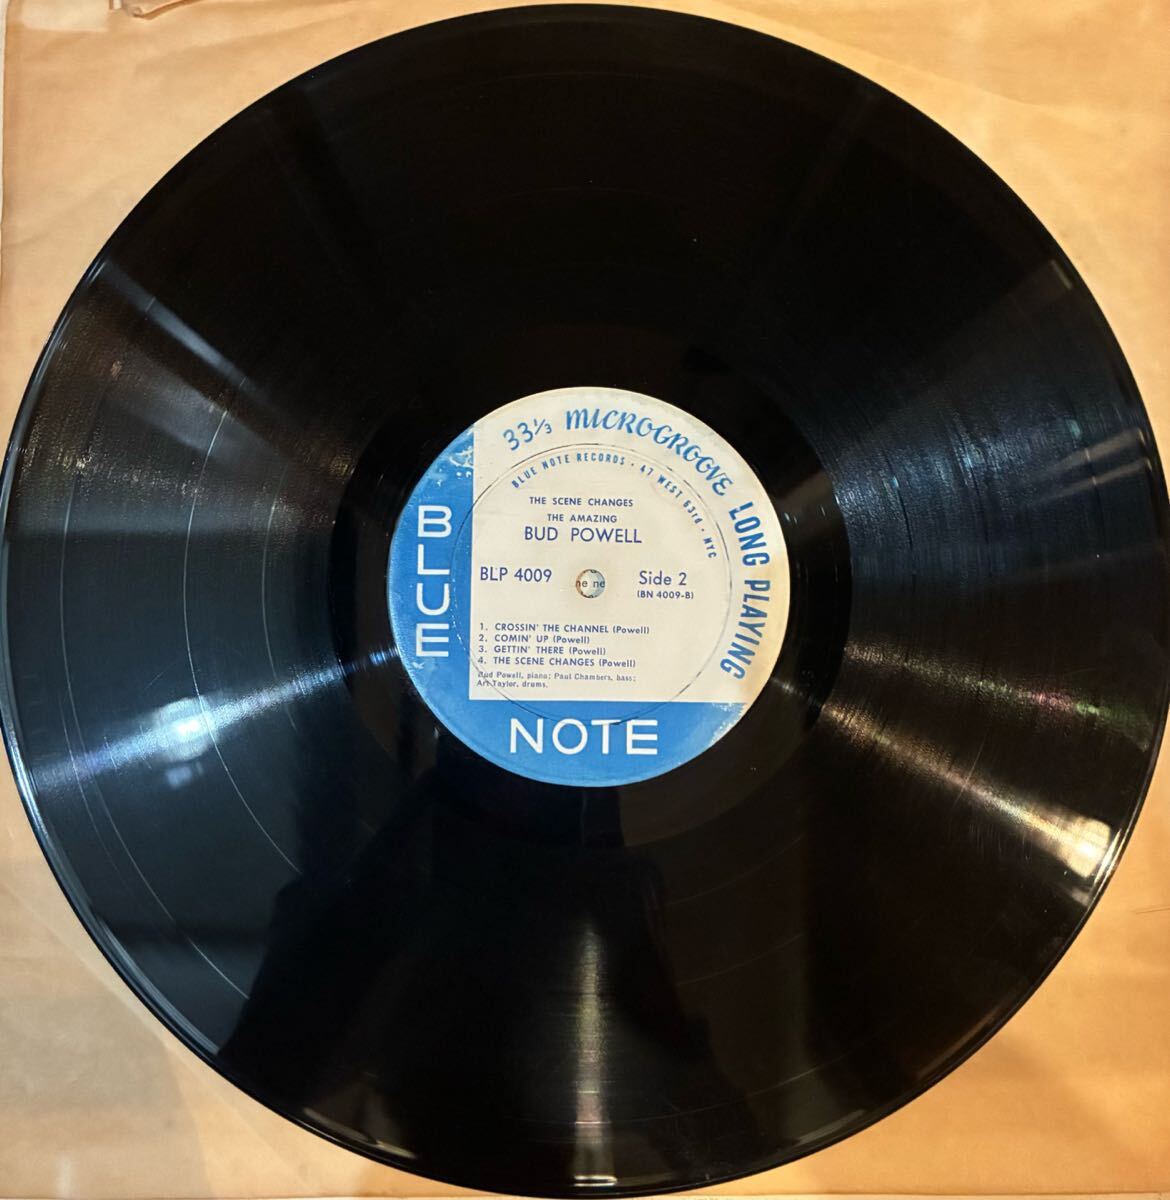 33⅓ MICROGROOVE LONG PLAYING
BLUE NOTE RECORDS · 47 WEST 63rd · NYC
THE SCENE CHANGES
THE AMAZING
BUD POWELL
BLP 4009
Side 2
(BN 4009-B)
1. CROSSIN' THE CHANNEL (Powell)
2. COMIN' UP (Powell)
3. GETTIN' THERE (Powell)
4. THE SCENE CHANGES (Powell)
Bud Powell, piano; Paul Chambers, bass;
Art Taylor, drums.
BLUE
NOTE